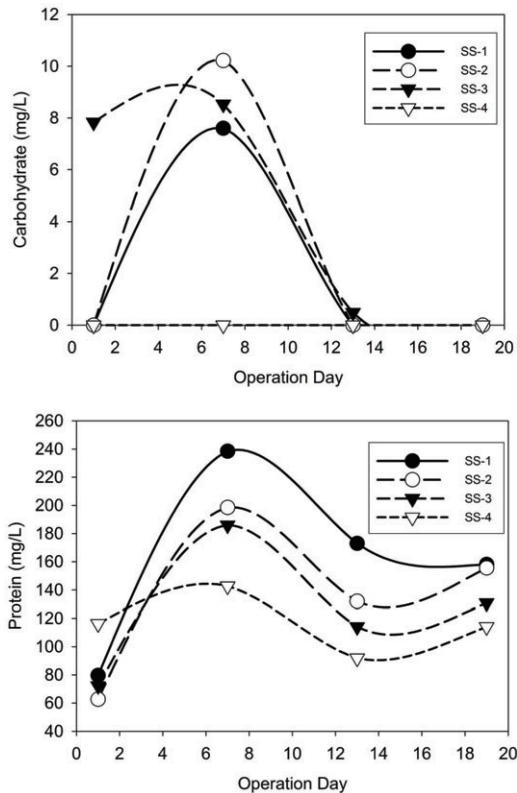 12
10
8
6
4
2
0
Carbohydrate (mg/L)
SS-1
SS-2
SS-3
SS-4
0 2 4 6 8 10 12 14 16 18 20
Operation Day
260
240
220
200
180
160
140
120
100
80
60
40
Protein (mg/L)
SS-1
SS-2
SS-3
SS-4
0 2 4 6 8 10 12 14 16 18 20
Operation Day